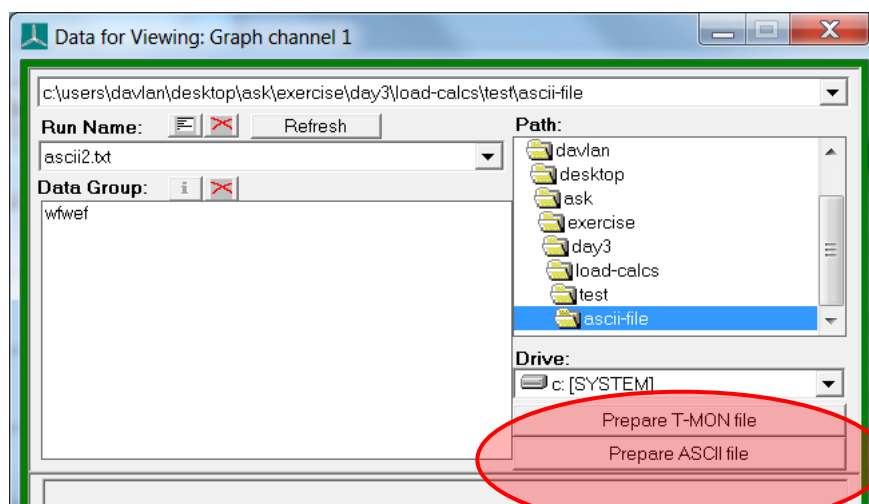 Data for Viewing: Graph channel 1
c:\users\davlan\desktop\ask\exercise\day3\load-calcs\test\ascii-file
Run Name:
Refresh
Path:
ascii2.txt
davlan
desktop
ask
exercise
day3
load-calcs
test
ascii-file
Data Group:
i
wfwef
Drive:
c: [SYSTEM]
Prepare T-MON file
Prepare ASCII file